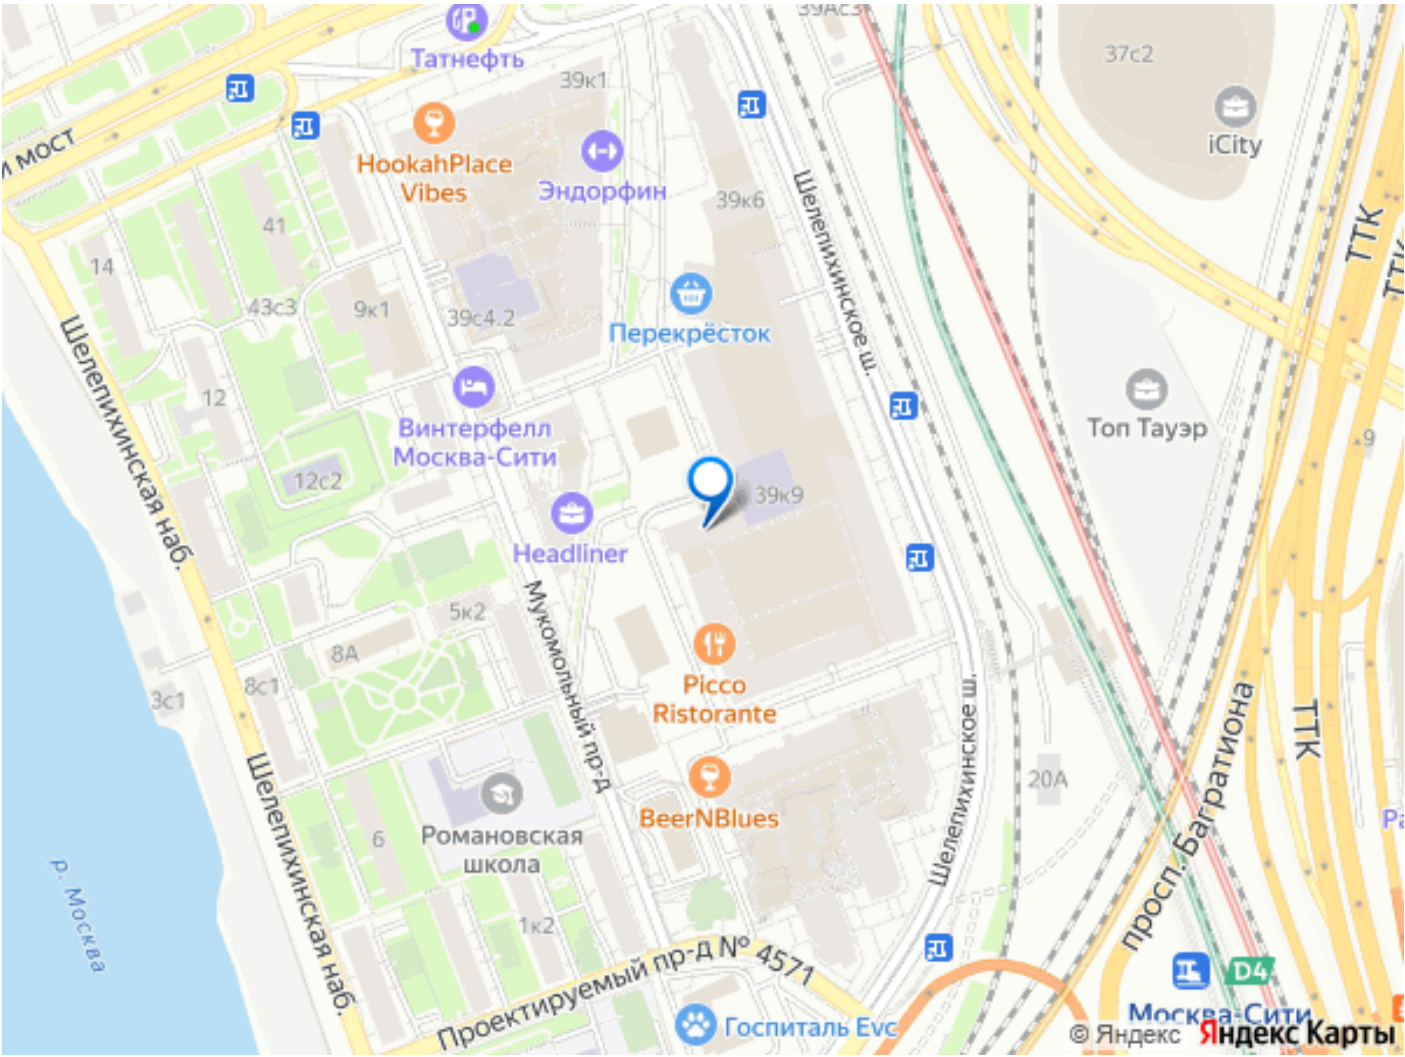 39Ас3
Татнефть
37с2
39к1
и мост
HookahPlace
Vibes
iCity
Эндорфин
39к6
Шелепихинское ш.
ТТК
ТТК
41
14
43с3
9к1
39с4.2
Перекрёсток
Шелепихинская наб.
12
Винтерфелл
Москва-Сити
Топ Тауэр
9
12с2
39к9
Headliner
Мукомольный пр-д
5к2
8А
8с1
3с1
Picco
Ristorante
Шелепихинское ш.
просп. Багратиона
ТТК
Шелепихинская наб.
20А
BeerNBlues
6
Романовская
школа
р. Москва
1к2
Проектируемый пр-д № 4571
D4
Москва-Сити
Госпиталь Evc
© Яндекс Яндекс Карты